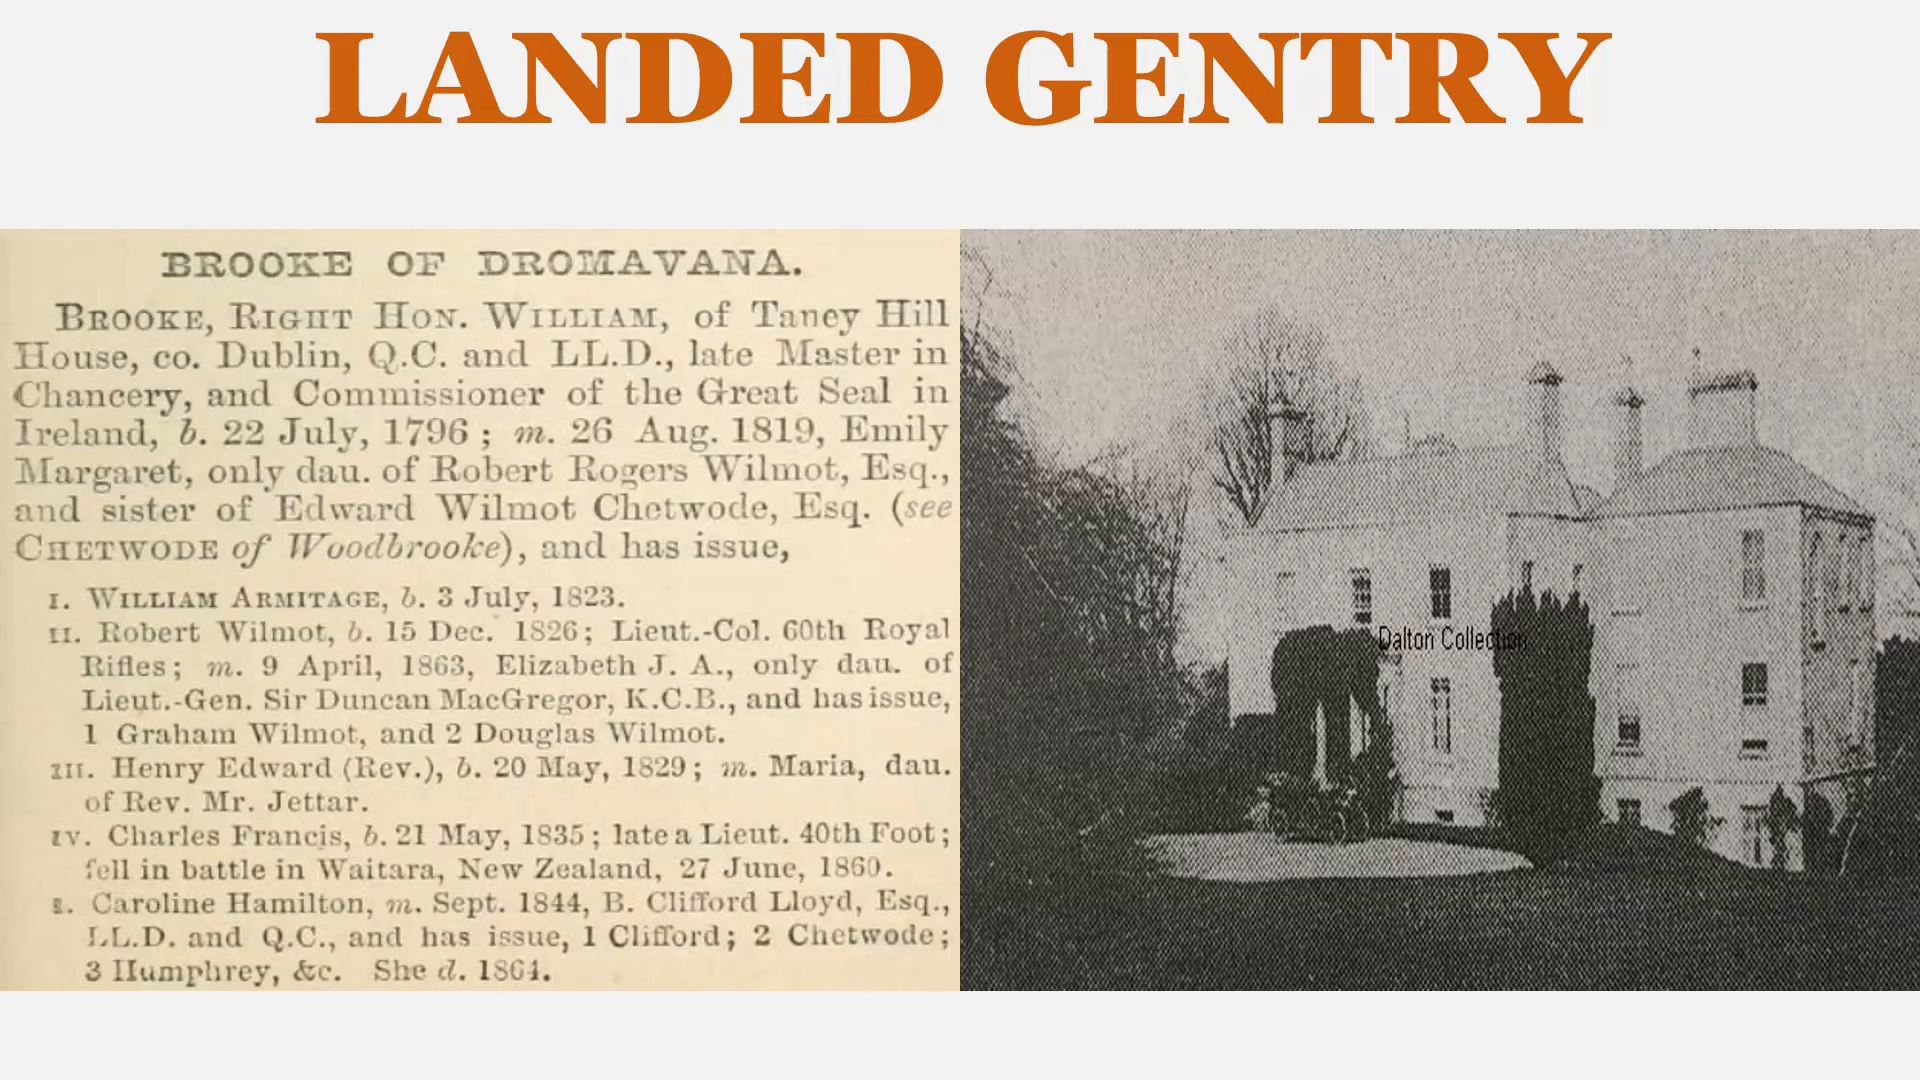 LANDED GENTRY
BROOKE OF DROMAVANA.
BROOKE, RIGHT HON. WILLIAM, of Taney Hill
House, co. Dublin, Q.C. and LL.D., late Master in
Chancery, and Commissioner of the Great Seal in
Ireland, b. 22 July, 1796; m. 26 Aug. 1819, Emily
Margaret, only dau. of Robert Rogers Wilmot, Esq.,
and sister of Edward Wilmot Chetwode, Esq. (see
CHETWODE of Woodbrooke), and has issue,
I. WILLIAM ARMITAGE, b. 3 July, 1823.
II. Robert Wilmot, b. 15 Dec. 1826; Lieut.-Col. 60th Royal
Rifles; m. 9 April, 1863, Elizabeth J. A., only dau. of
Lieut.-Gen. Sir Duncan MacGregor, K.C.B., and has issue,
1 Graham Wilmot, and 2 Douglas Wilmot.
III. Henry Edward (Rev.), b. 20 May, 1829; m. Maria, dau.
of Rev. Mr. Jettar.
IV. Charles Francis, b. 21 May, 1835; late a Lieut. 40th Foot;
fell in battle in Waitara, New Zealand, 27 June, 1860.
I. Caroline Hamilton, m. Sept. 1844, B. Clifford Lloyd, Esq.,
LL.D. and Q.C., and has issue, 1 Clifford; 2 Chetwode;
3 Humphrey, &c. She d. 1864.
Dalton Collection